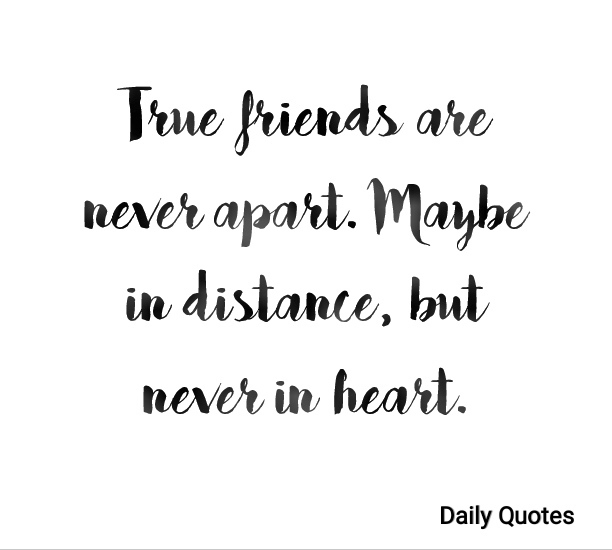 True friends are
never apart. Maybe
in distance, but
never in heart.
Daily Quotes